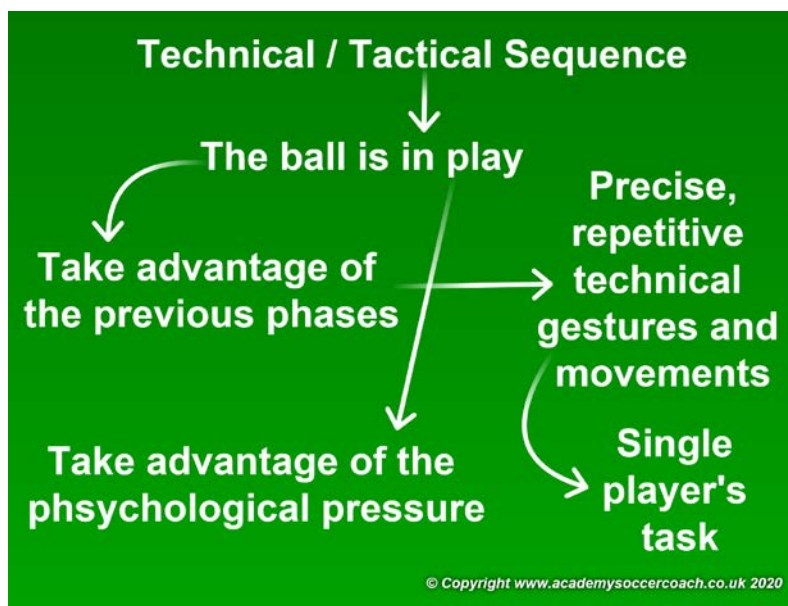 Technical / Tactical Sequence
The ball is in play
Take advantage of
the previous phases
Precise,
repetitive
technical
gestures and
movements
Take advantage of the
phsychological pressure
Single
player's
task
© Copyright www.academysoccercoach.co.uk 2020